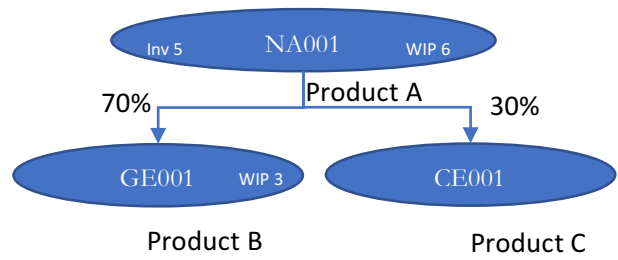 Inv 5 NA001 WIP 6
Product A
70% 30%
GE001 WIP 3 CE001
Product B Product C